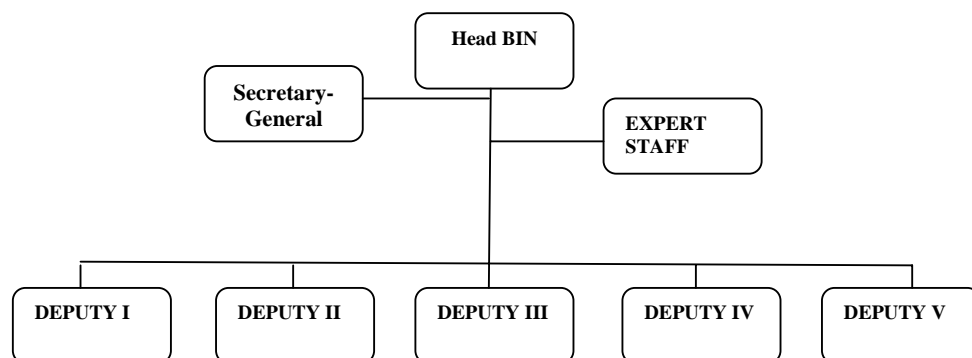 Head BIN
Secretary-
General
EXPERT
STAFF
DEPUTY I
DEPUTY II
DEPUTY III
DEPUTY IV
DEPUTY V